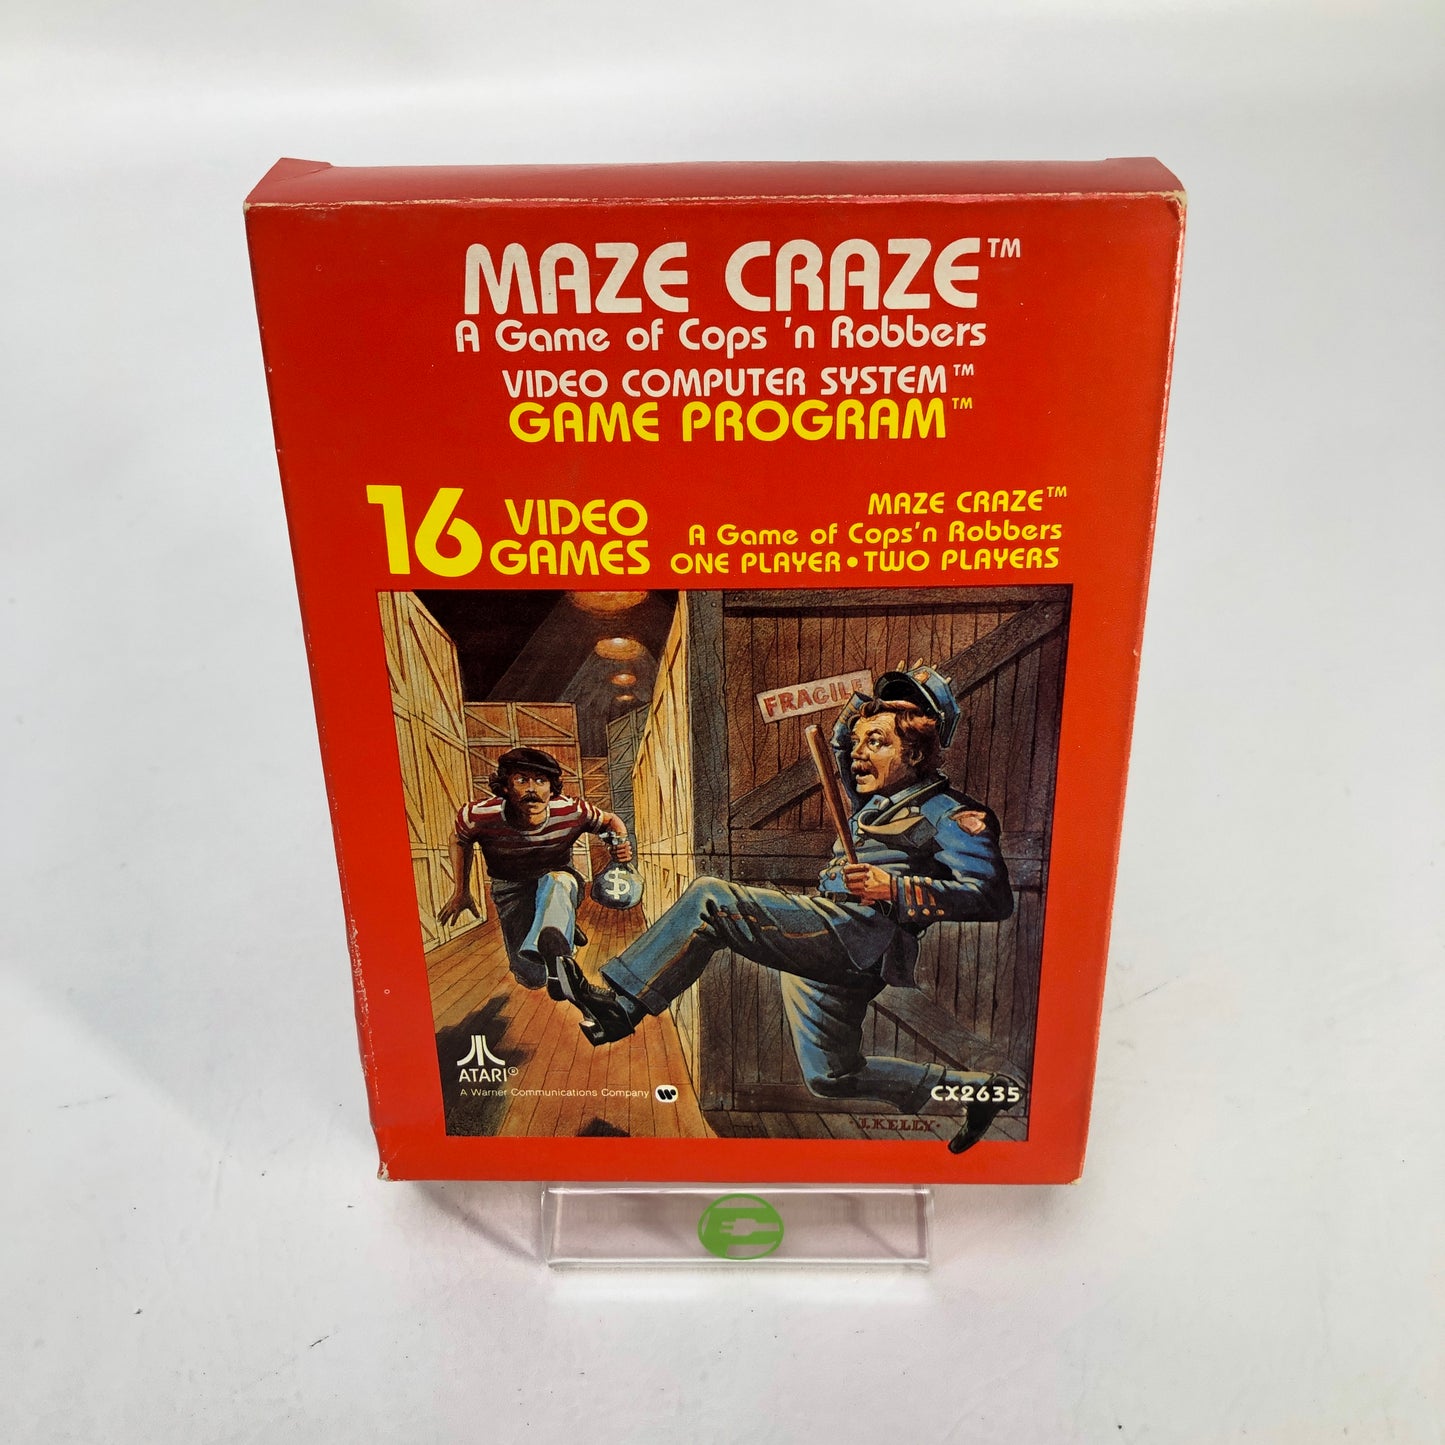 MAZE CRAZE™
A Game of Cops 'n Robbers
VIDEO COMPUTER SYSTEM™
GAME PROGRAM™
16 VIDEO GAMES
MAZE CRAZE™
A Game of Cops 'n Robbers
ONE PLAYER • TWO PLAYERS
FRAGILE
$
ATARI®
A Warner Communications Company
CX2635
·J.KELLY·